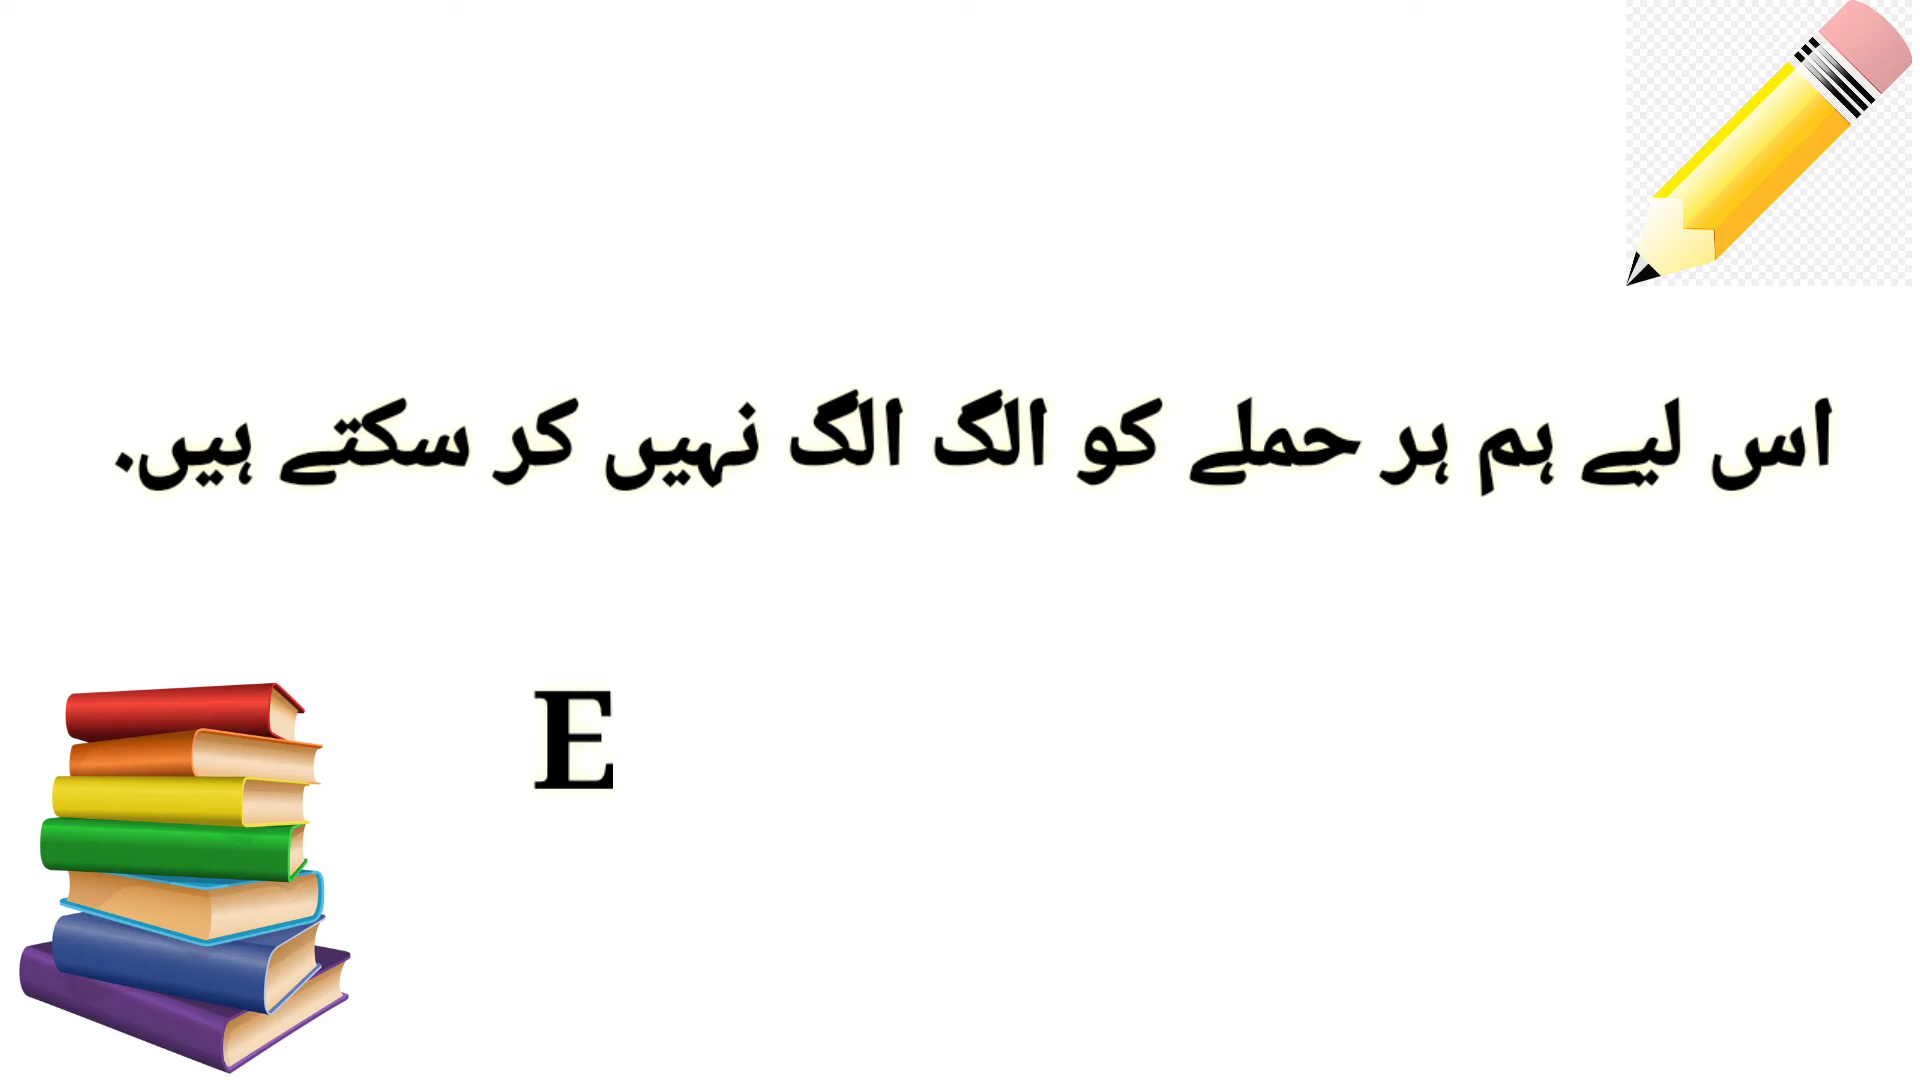 اس لیے ہم ہر حملے کو الگ الگ نہیں کر سکتے ہیں.
E